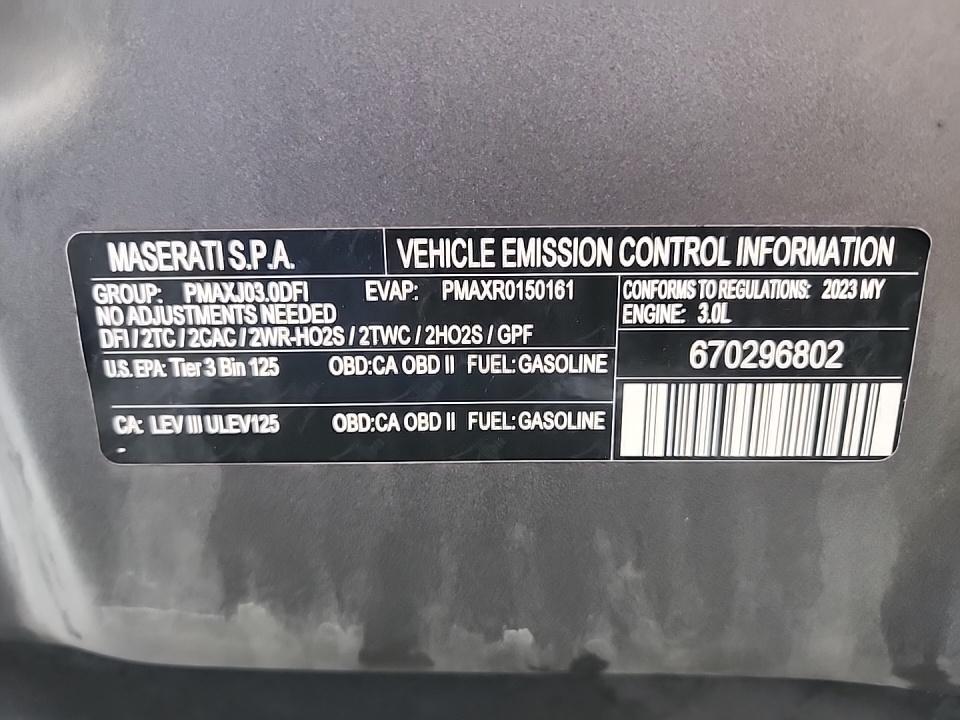 MASERATI S.P.A.
VEHICLE EMISSION CONTROL INFORMATION
GROUP: PMAXJ03.0DFI EVAP: PMAXR0150161
NO ADJUSTMENTS NEEDED
DFI / 2TC / 2CAC / 2WR-HO2S / 2TWC / 2HO2S / GPF
U.S. EPA: Tier 3 Bin 125 OBD:CA OBD II FUEL:GASOLINE
CA: LEV III ULEV125 OBD:CA OBD II FUEL:GASOLINE
CONFORMS TO REGULATIONS: 2023 MY
ENGINE: 3.0L
670296802